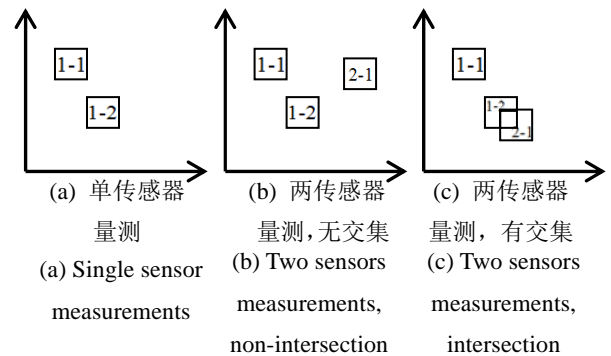 1-1
1-2
1-1
2-1
1-2
1-1
1-2
2-1
(a) 单传感器
量测
(a) Single sensor
measurements
(b) 两传感器
量测,无交集
(b) Two sensors
measurements,
non-intersection
(c) 两传感器
量测，有交集
(c) Two sensors
measurements,
intersection